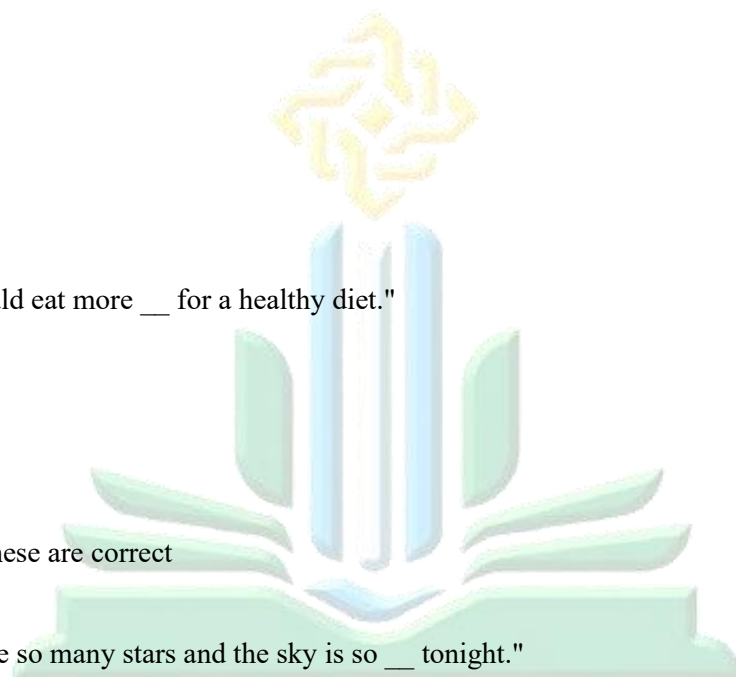 ld eat more __ for a healthy diet."
hese are correct
e so many stars and the sky is so __ tonight."